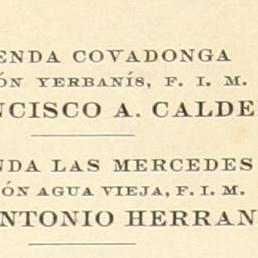 ENDA COVADONGA
ÓN YERBANÍS, F. I. M.
NCISCO A. CALDE
NDA LAS MERCEDES
ÓN AGUA VIEJA, F. I. M.
ANTONIO HERRAN